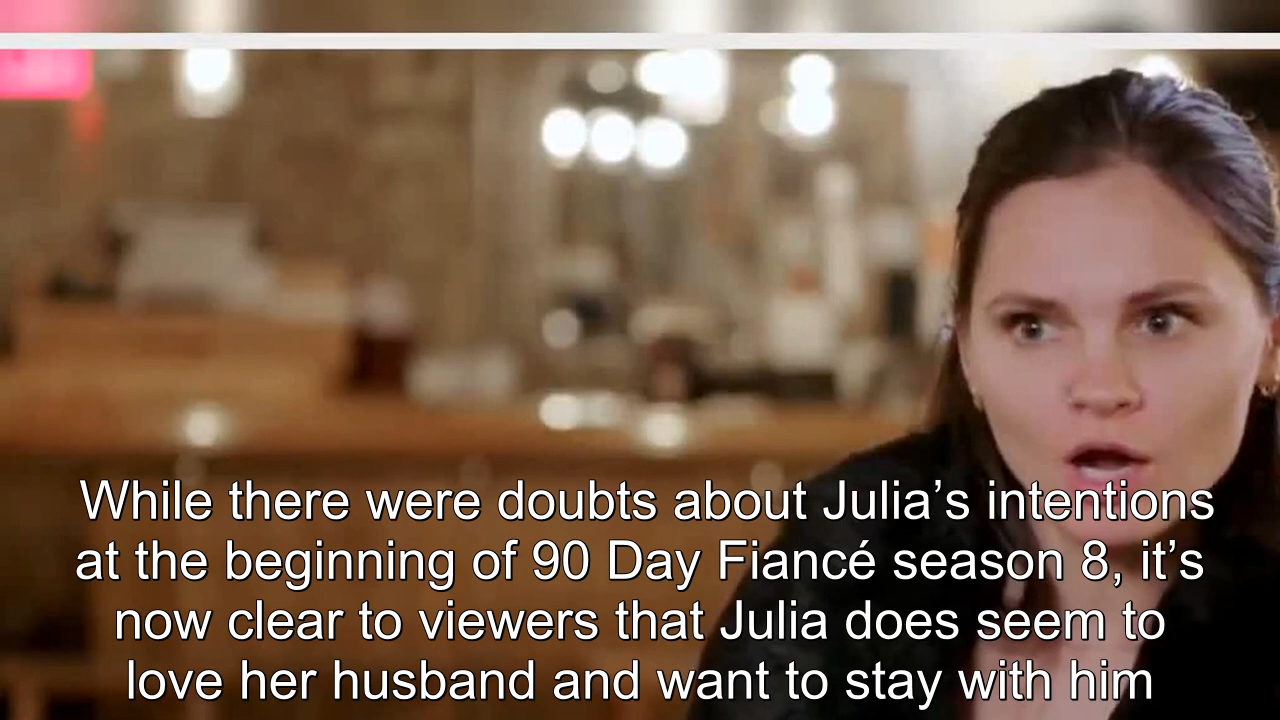 While there were doubts about Julia’s intentions
at the beginning of 90 Day Fiancé season 8, it’s
now clear to viewers that Julia does seem to
love her husband and want to stay with him